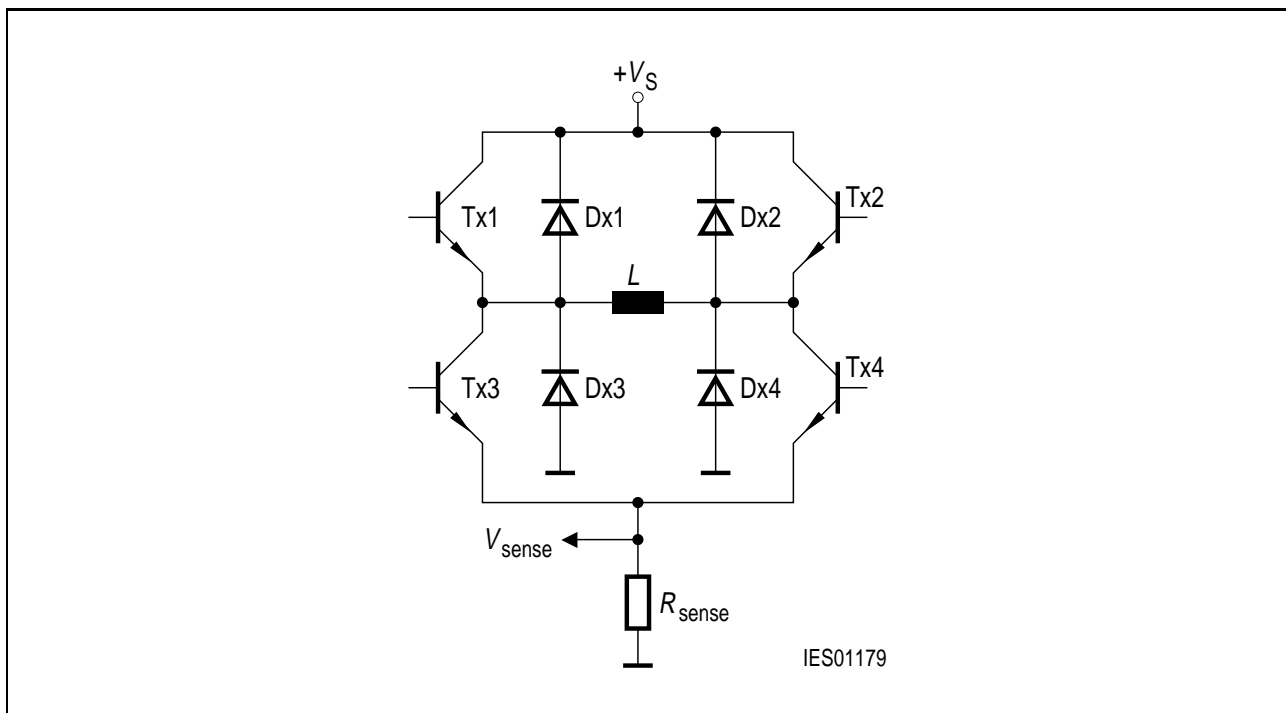 +VS
Tx1
Dx1
Dx2
Tx2
L
Tx3
Dx3
Dx4
Tx4
Vsense
Rsense
IES01179